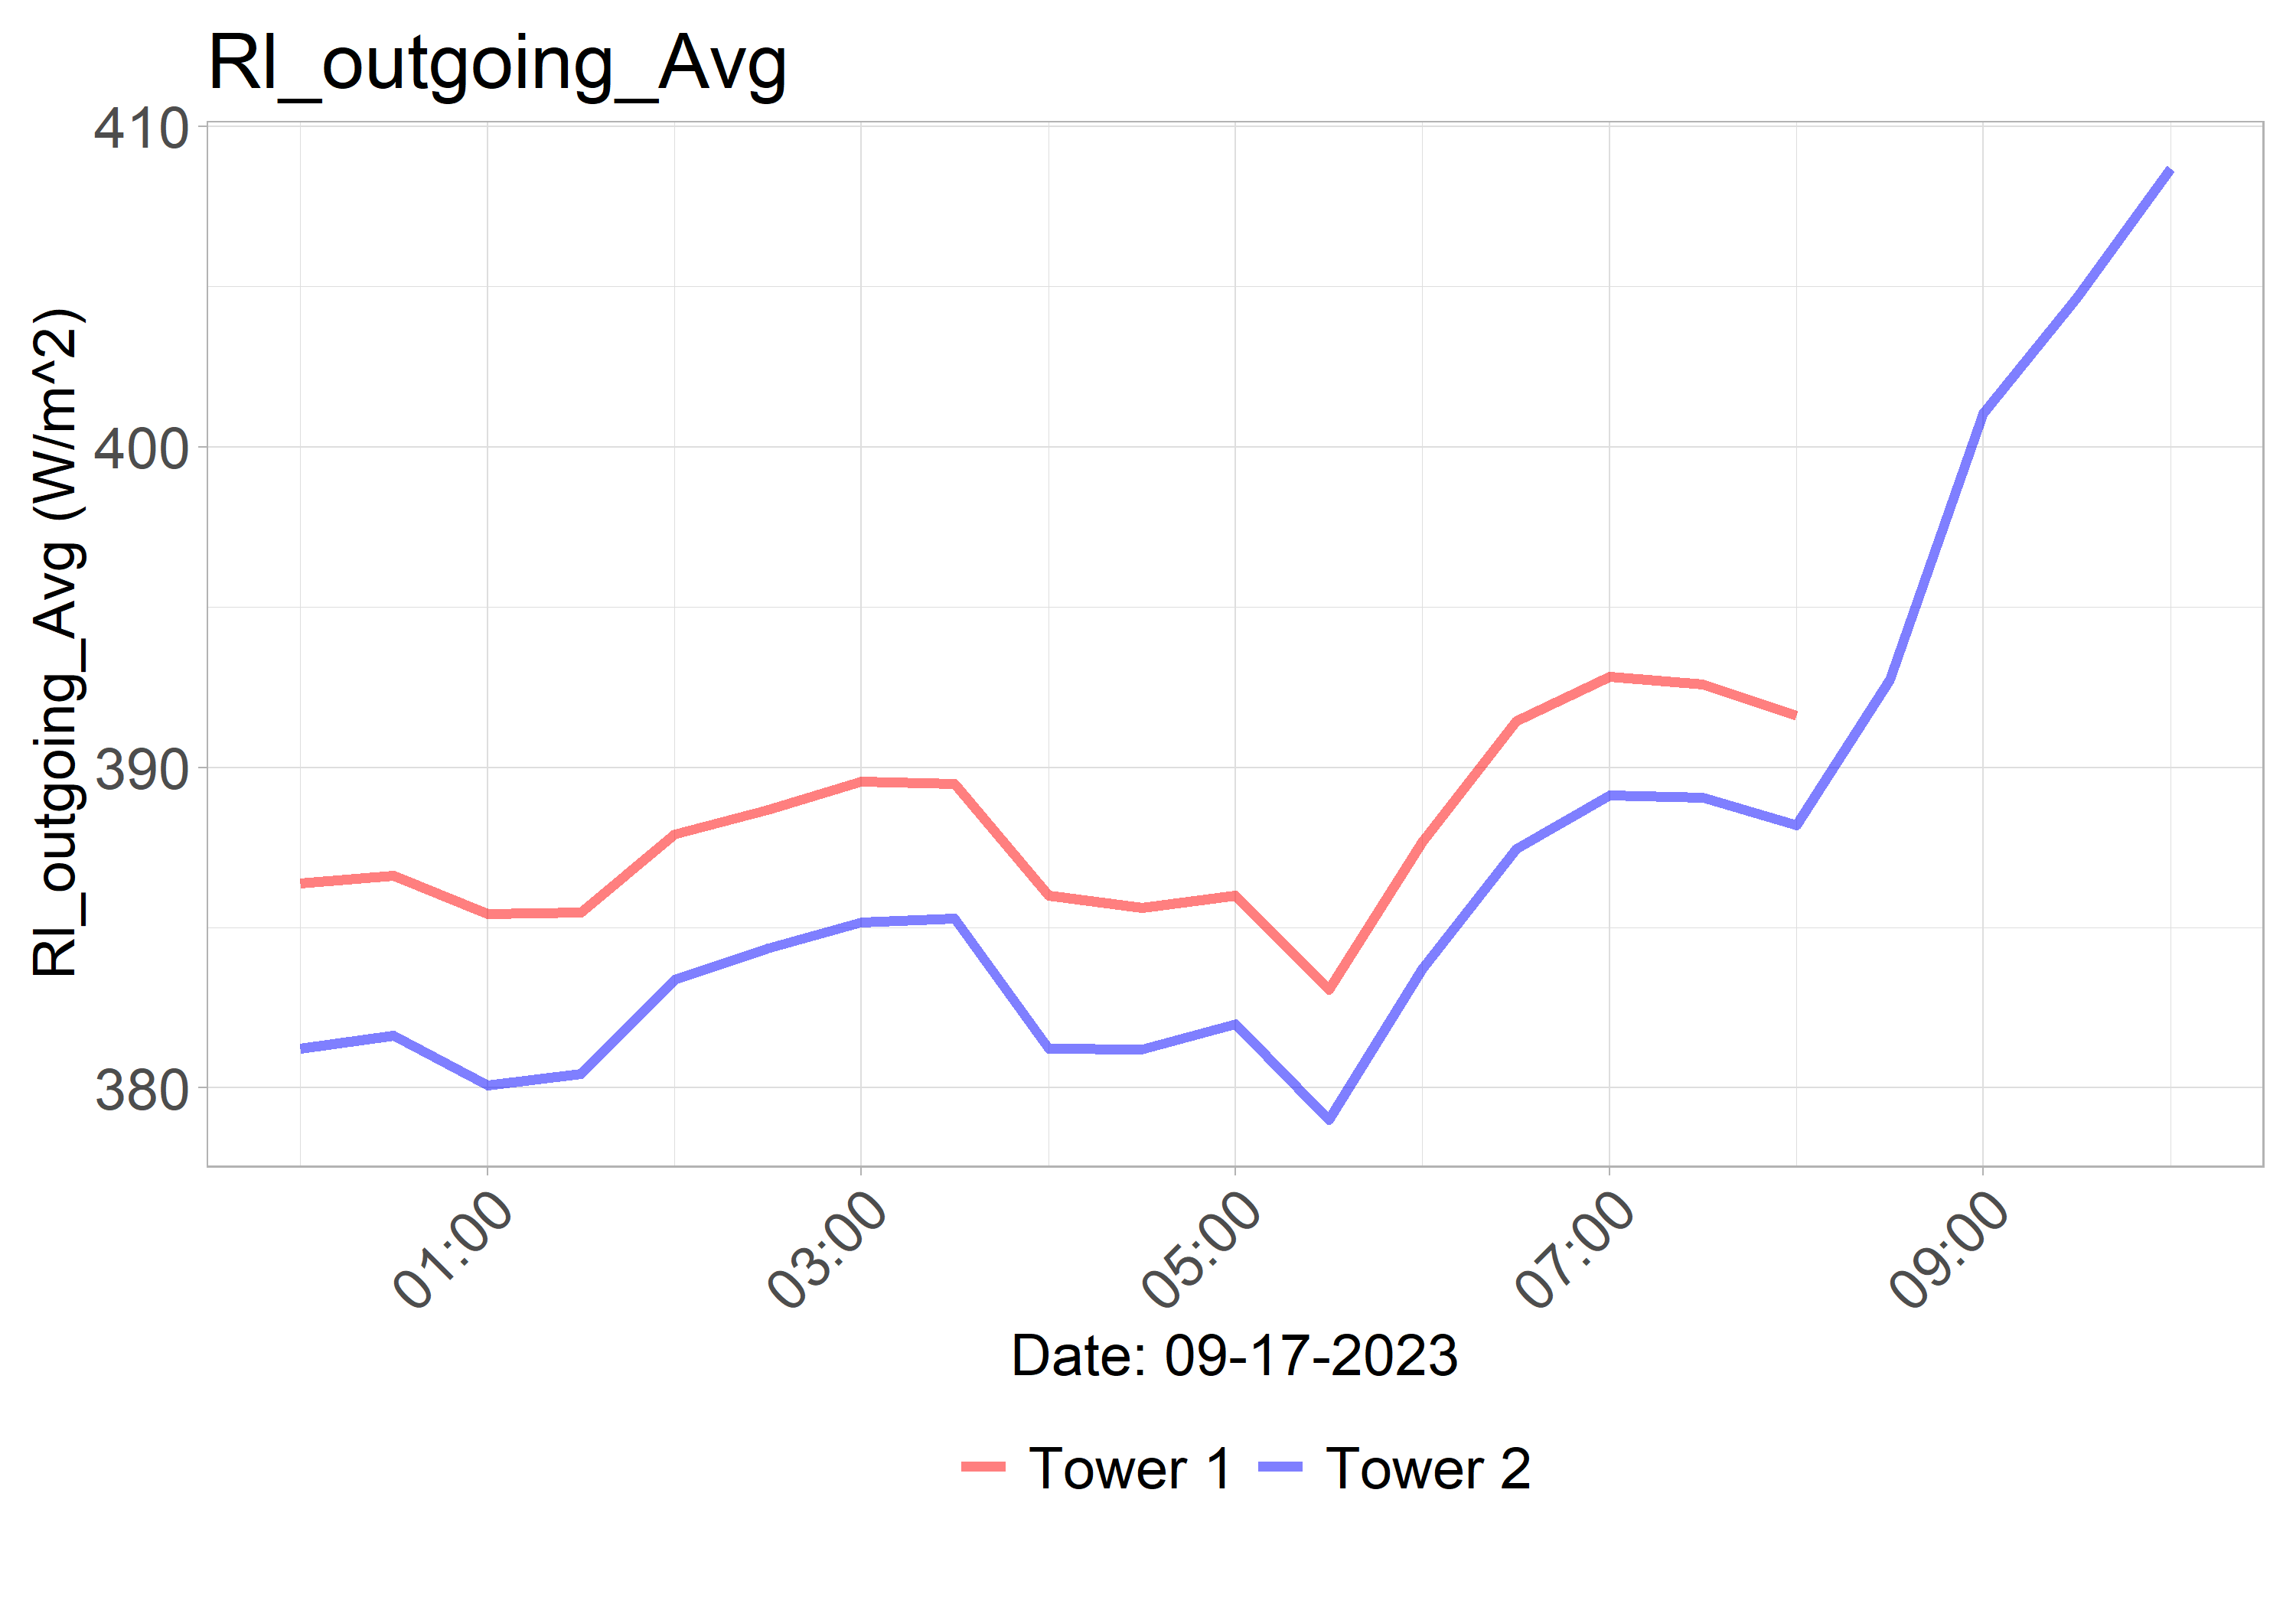 Rl_outgoing_Avg
Rl_outgoing_Avg (W/m^2)
410
400
390
380
01:00
03:00
05:00
07:00
09:00
Date: 09-17-2023
Tower 1
Tower 2